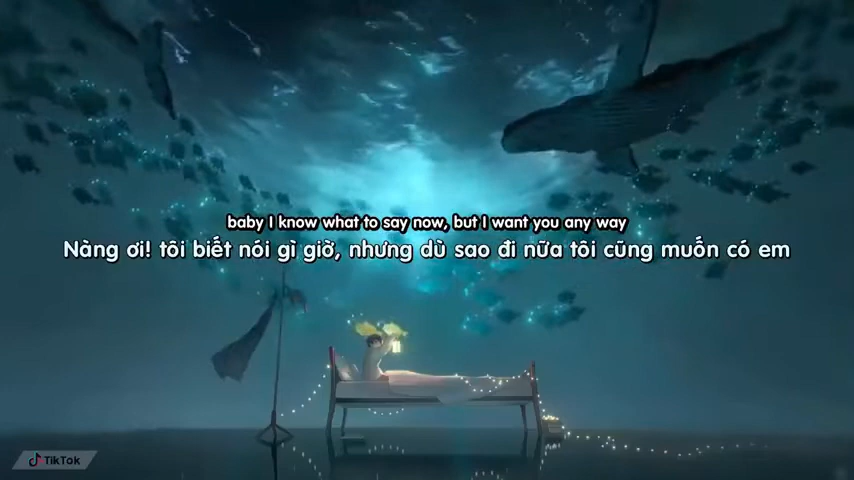 baby I know what to say now, but I want you any way
Nàng ơi! tôi biết nói gì giờ, nhưng dù sao đi nữa tôi cũng muốn có em
TikTok